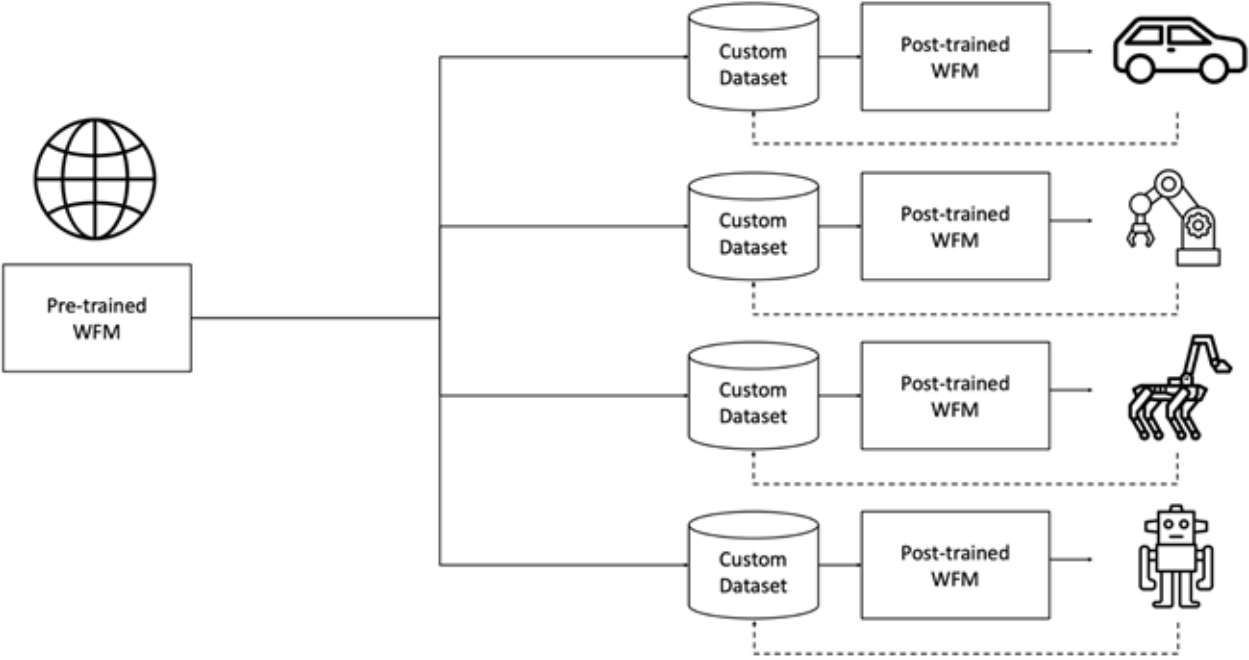 Custom
Dataset
Post-trained
WFM
Custom
Dataset
Post-trained
WFM
Pre-trained
WFM
Custom
Dataset
Post-trained
WFM
Custom
Dataset
Post-trained
WFM